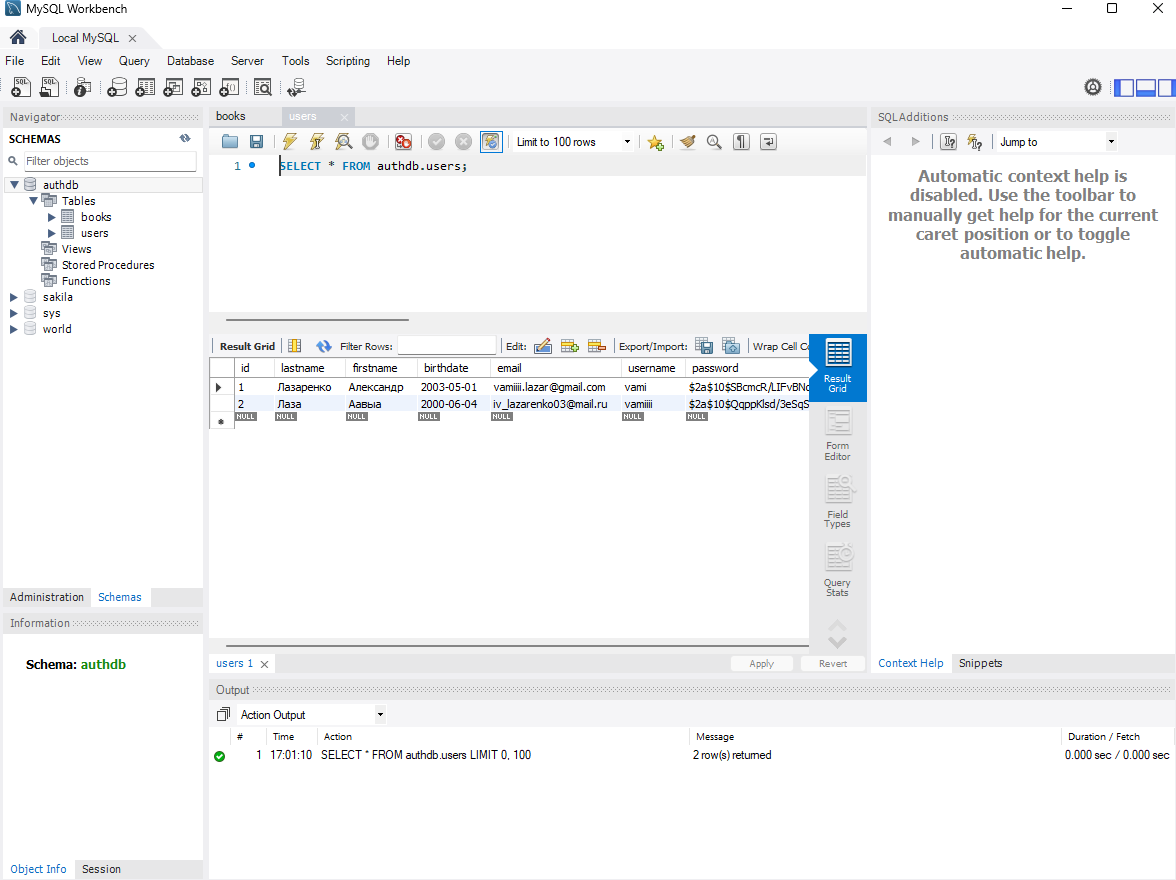 MySQL Workbench
Local MySQL
File Edit View Query Database Server Tools Scripting Help
Navigator
SCHEMAS
Filter objects
authdb
Tables
books
users
Views
Stored Procedures
Functions
sakila
sys
world
Administration Schemas
Information
Schema: authdb
Object Info Session
books users
Limit to 100 rows
1 SELECT * FROM authdb.users;
Result Grid Filter Rows: Edit: Export/Import: Wrap Cell Co
id lastname firstname birthdate email username password
1 Лазаренко Александр 2003-05-01 vamiiii.lazar@gmail.com vami $2a$10$SBcmcR/LIFvBNc
2 Лаза Аавыа 2000-06-04 iv_lazarenko03@mail.ru vamiiii $2a$10$QqppKlsd/3eSqS
NULL NULL NULL NULL NULL NULL NULL
Result
Grid
Form
Editor
Field
Types
Query
Stats
users 1 Apply Revert
SQLAdditions
Jump to
Automatic context help is
disabled. Use the toolbar to
manually get help for the current
caret position or to toggle
automatic help.
Context Help Snippets
Output
Action Output
# Time Action Message Duration / Fetch
1 17:01:10 SELECT * FROM authdb.users LIMIT 0, 100 2 row(s) returned 0.000 sec / 0.000 sec